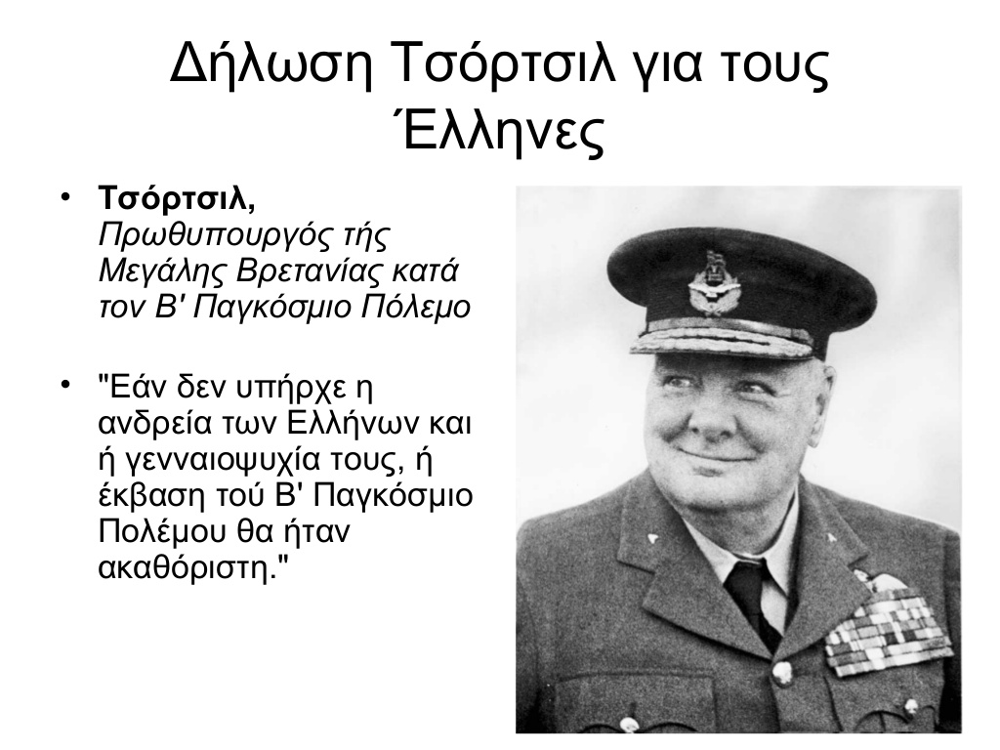 Δήλωση Τσόρτσιλ για τους
Έλληνες
• Τσόρτσιλ,
Πρωθυπουργός τής
Μεγάλης Βρετανίας κατά
τον Β' Παγκόσμιο Πόλεμο
• "Εάν δεν υπήρχε η
ανδρεία των Ελλήνων και
ή γενναιοψυχία τους, ή
έκβαση τού Β' Παγκόσμιο
Πολέμου θα ήταν
ακαθόριστη."